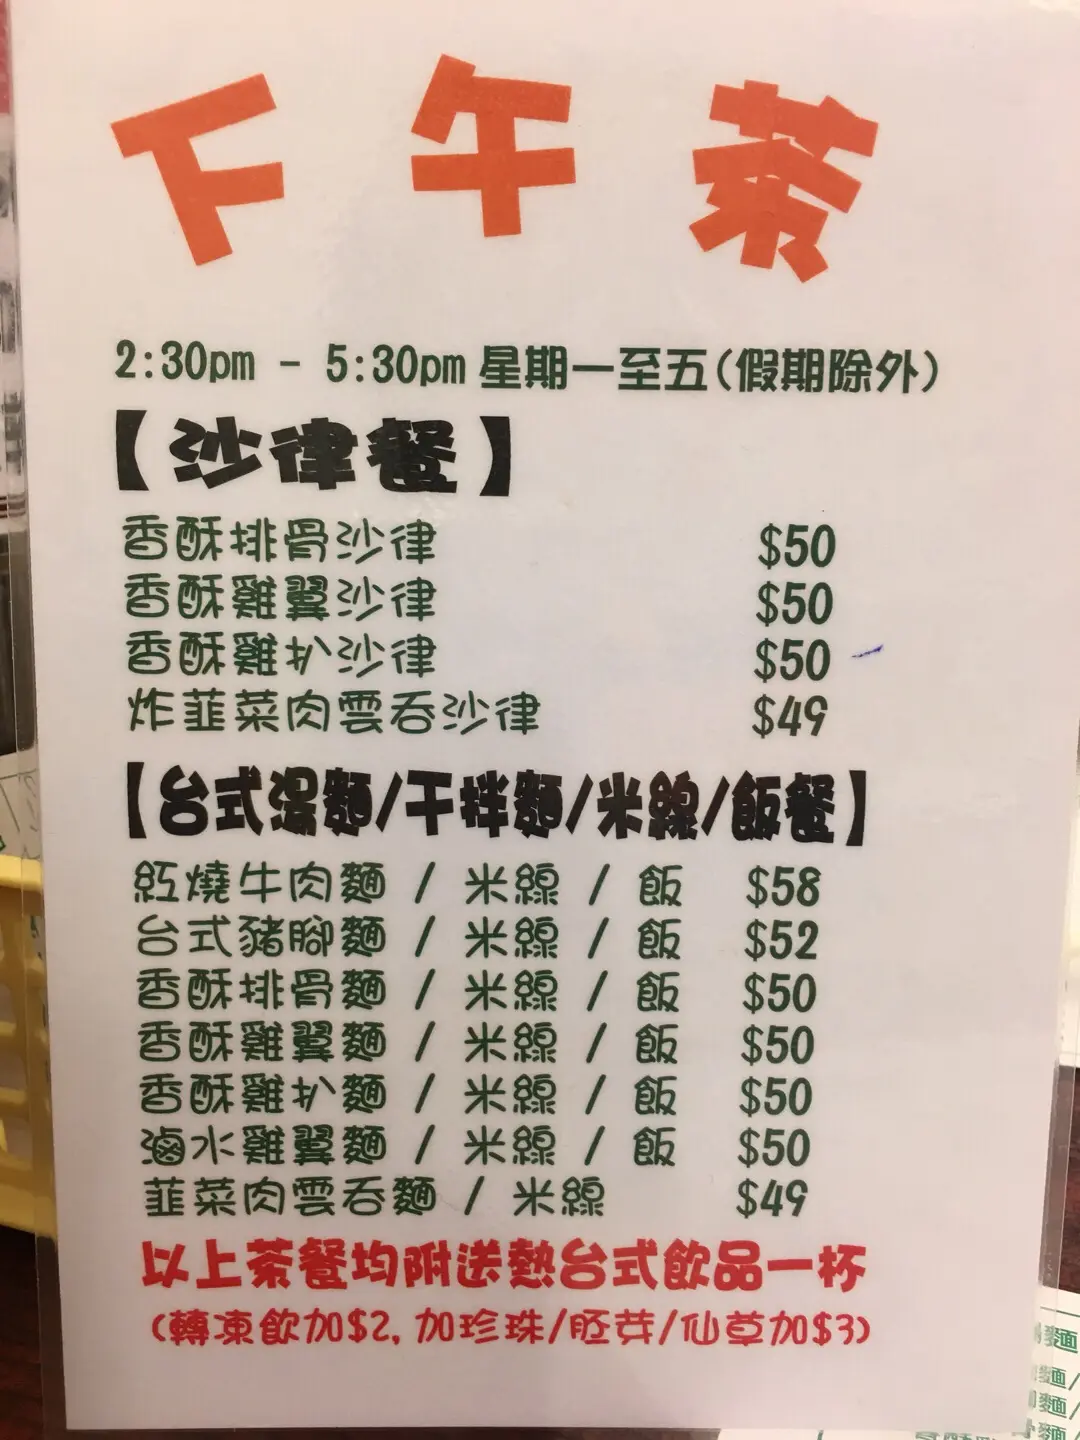 下午茶
2:30pm - 5:30pm 星期一至五(假期除外)
【沙律餐】
香酥排骨沙律 $50
香酥雞翼沙律 $50
香酥雞扒沙律 $50
炸韮菜肉雲吞沙律 $49
【台式湯麵/干拌麵/米線/飯餐】
紅燒牛肉麵 / 米線 / 飯 $58
台式豬腳麵 / 米線 / 飯 $52
香酥排骨麵 / 米線 / 飯 $50
香酥雞翼麵 / 米線 / 飯 $50
香酥雞扒麵 / 米線 / 飯 $50
滷水雞翼麵 / 米線 / 飯 $50
韮菜肉雲吞麵 / 米線 $49
以上茶餐均附送熱台式飲品一杯
(轉凍飲加$2,加珍珠/胚芽/仙草加$3)